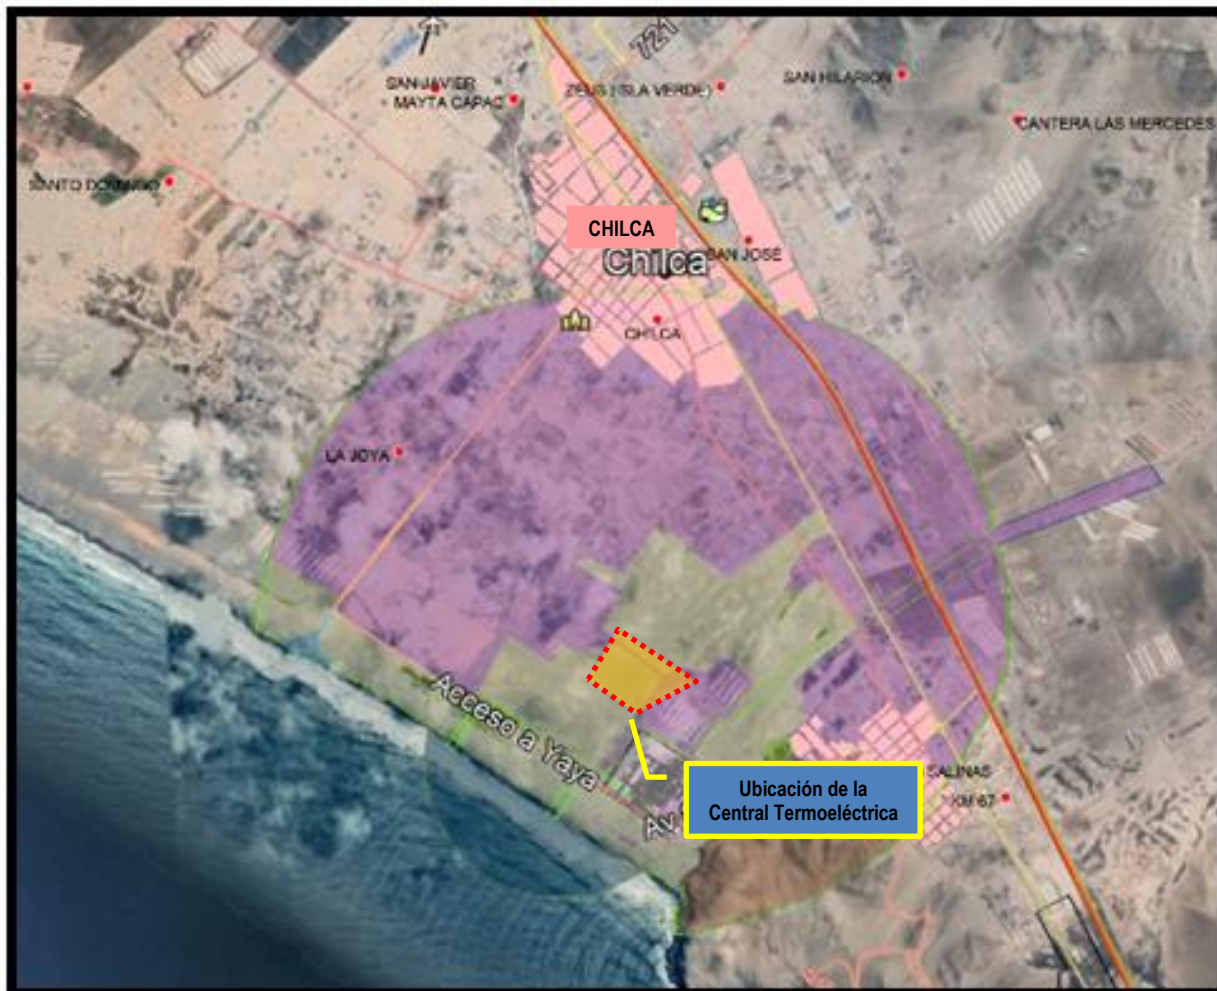 721
SAN JAVIER
MAYTA CAPAC
ZEUS (ISLA VERDE)
SAN HILARION
CANTERA LAS MERCEDES
SANTO DOMINGO
CHILCA
Chilca
SAN JOSE
CHILCA
LA JOYA
Acceso a Yaya
Av.
Ubicación de la
Central Termoeléctrica
SALINAS
KM 67